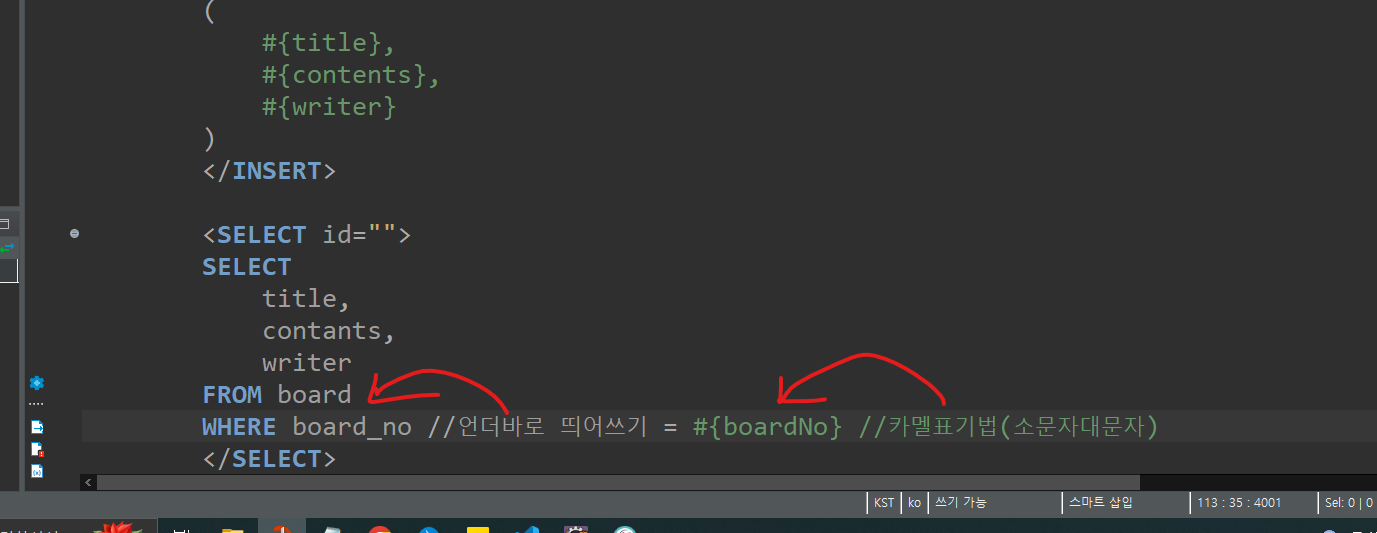 (
#{title},
#{contents},
#{writer}
)
</INSERT>
<SELECT id="">
SELECT
title,
contants,
writer
FROM board
WHERE board_no //언더바로 띄어쓰기 = #{boardNo} //카멜표기법(소문자대문자)
</SELECT>
KST ko 쓰기 가능 스마트 삽입 113 : 35 : 4001 Sel: 0 | 0